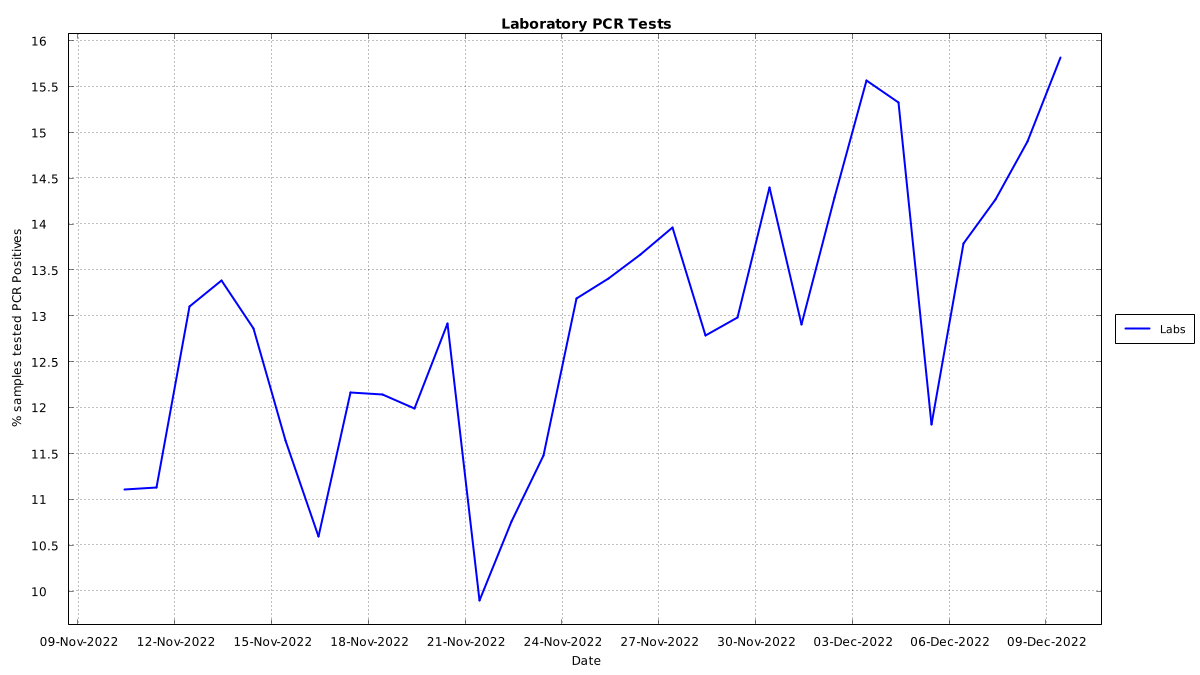 Laboratory PCR Tests
16
15.5
15
14.5
14
13.5
13
12.5
12
11.5
11
10.5
10
% samples tested PCR Positives
09-Nov-2022 12-Nov-2022 15-Nov-2022 18-Nov-2022 21-Nov-2022 24-Nov-2022 27-Nov-2022 30-Nov-2022 03-Dec-2022 06-Dec-2022 09-Dec-2022
Date
Labs